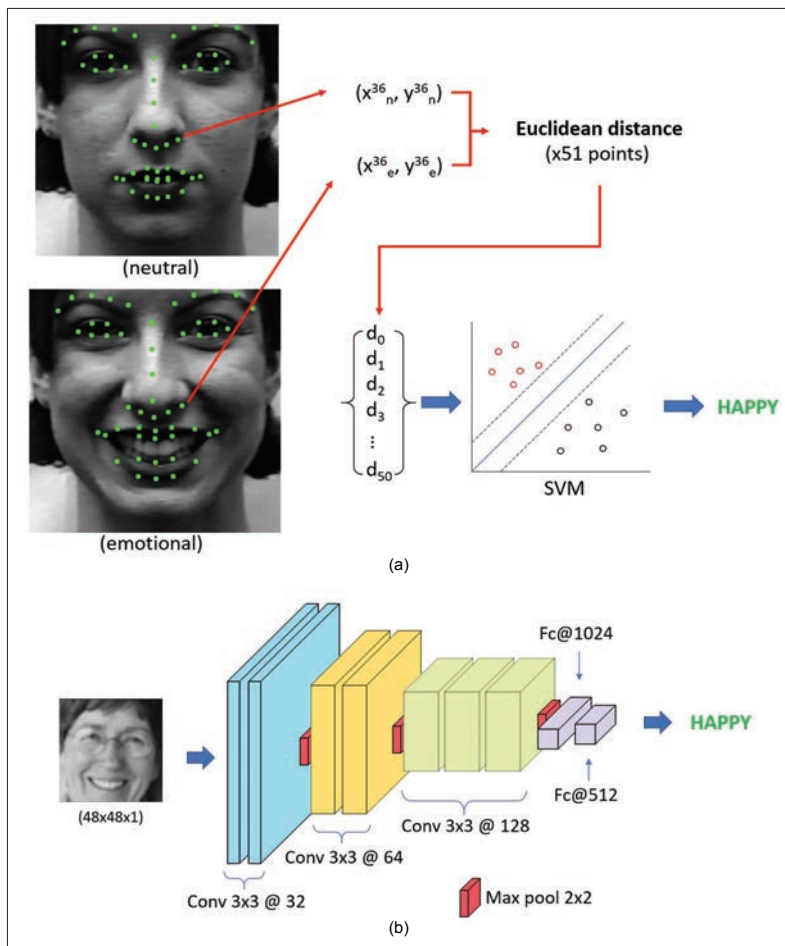 (x³⁶ₙ, y³⁶ₙ)
Euclidean distance
(x51 points)
(x³⁶ₑ, y³⁶ₑ)
(neutral)
d₀
d₁
d₂
d₃
...
d₅₀
HAPPY
SVM
(emotional)
(a)
Fc@1024
HAPPY
(48x48x1)
Fc@512
Conv 3x3 @ 128
Conv 3x3 @ 64
Conv 3x3 @ 32
Max pool 2x2
(b)